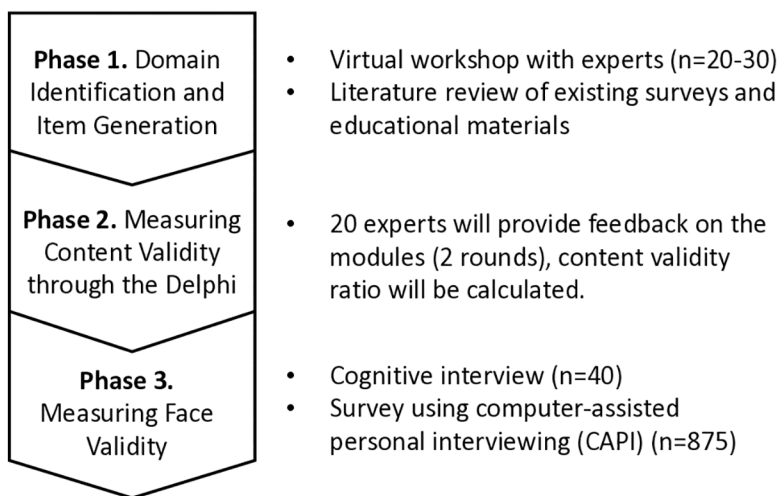 Phase 1. Domain
Identification and
Item Generation
• Virtual workshop with experts (n=20-30)
• Literature review of existing surveys and
educational materials
Phase 2. Measuring
Content Validity
through the Delphi
• 20 experts will provide feedback on the
modules (2 rounds), content validity
ratio will be calculated.
Phase 3.
Measuring Face
Validity
• Cognitive interview (n=40)
• Survey using computer-assisted
personal interviewing (CAPI) (n=875)